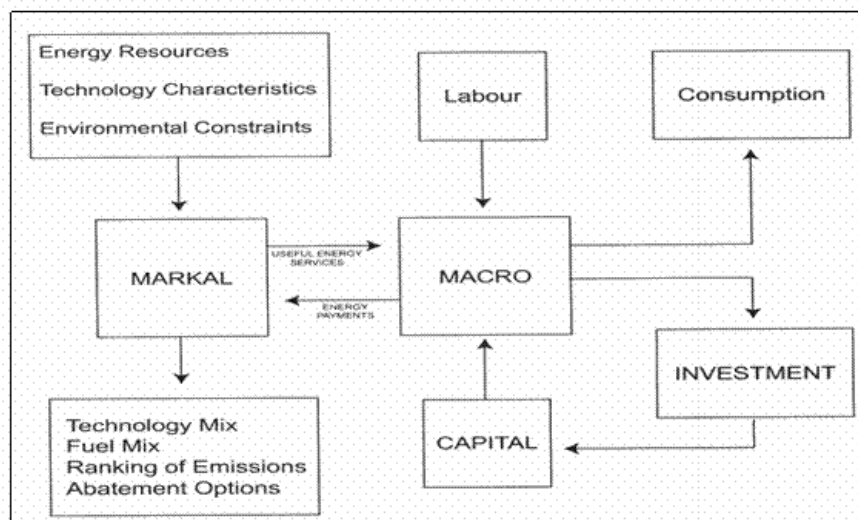 Energy Resources
Technology Characteristics
Environmental Constraints
Labour
Consumption
MARKAL
USEFUL ENERGY
SERVICES
ENERGY
PAYMENTS
MACRO
INVESTMENT
CAPITAL
Technology Mix
Fuel Mix
Ranking of Emissions
Abatement Options